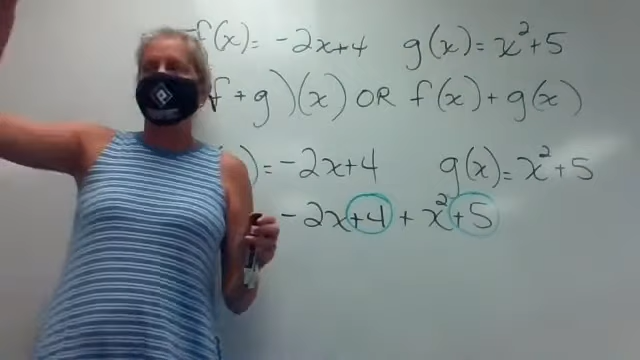 f(x) = -2x+4 g(x) = x²+5
f + g)(x) OR f(x) + g(x)
) = -2x+4 g(x) = x²+5
-2x+4 + x²+5